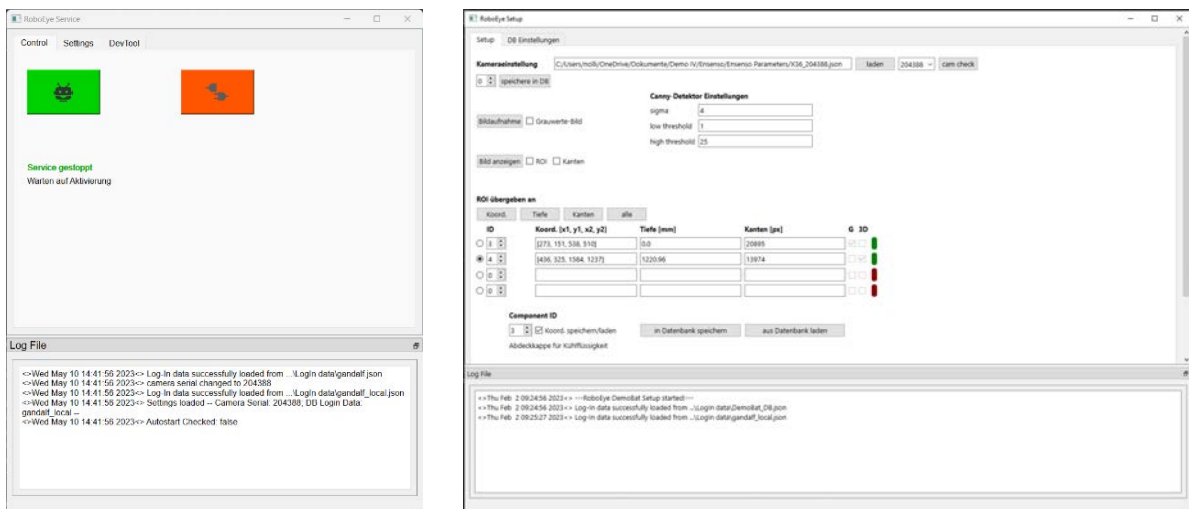 RoboEye Service
Control Settings DevTool
Service gestoppt
Warten auf Aktivierung
Log File
<>Wed May 10 14:41:56 2023<> Log-In data successfully loaded from ...\LogIn data\gandalf.json
<>Wed May 10 14:41:56 2023<> camera serial changed to 204388
<>Wed May 10 14:41:56 2023<> Log-In data successfully loaded from ...\LogIn data\gandalf_local.json
<>Wed May 10 14:41:56 2023<> Settings loaded -- Camera Serial: 204388; DB Login Data:
gandalf_local --
<>Wed May 10 14:41:56 2023<> Autostart Checked: false
RoboEye Setup
Setup DB Einstellungen
Kameraeinstellung C:/Users/nolli/OneDrive/Dokumente/Demo IV/Ensenso/Ensenso Parameters/X36_204388.json laden 204388 cam check
0 speichere in DB
Canny-Detektor Einstellungen
sigma 4
Bildaufnahme Grauwerte-Bild low threshold 1
high threshold 25
Bild anzeigen ROI Kanten
ROI übergeben an
Koord. Tiefe Kanten alle
ID Koord. [x1, y1, x2, y2] Tiefe [mm] Kanten [px] G 3D
3 [273, 151, 538, 510] 0.0 20895
4 [436, 325, 1564, 1237] 1220.96 13974
0
0
Component ID
3 Koord. speichern/laden in Datenbank speichern aus Datenbank laden
Abdeckkappe für Kühlflüssigkeit
Log File
<>Thu Feb 2 09:24:56 2023<> ---RoboEye DemoBat Setup started:---
<>Thu Feb 2 09:24:56 2023<> Log-In data successfully loaded from ...\LogIn data\DemoBat_DB.json
<>Thu Feb 2 09:25:27 2023<> Log-In data successfully loaded from ...\LogIn data\gandalf_local.json